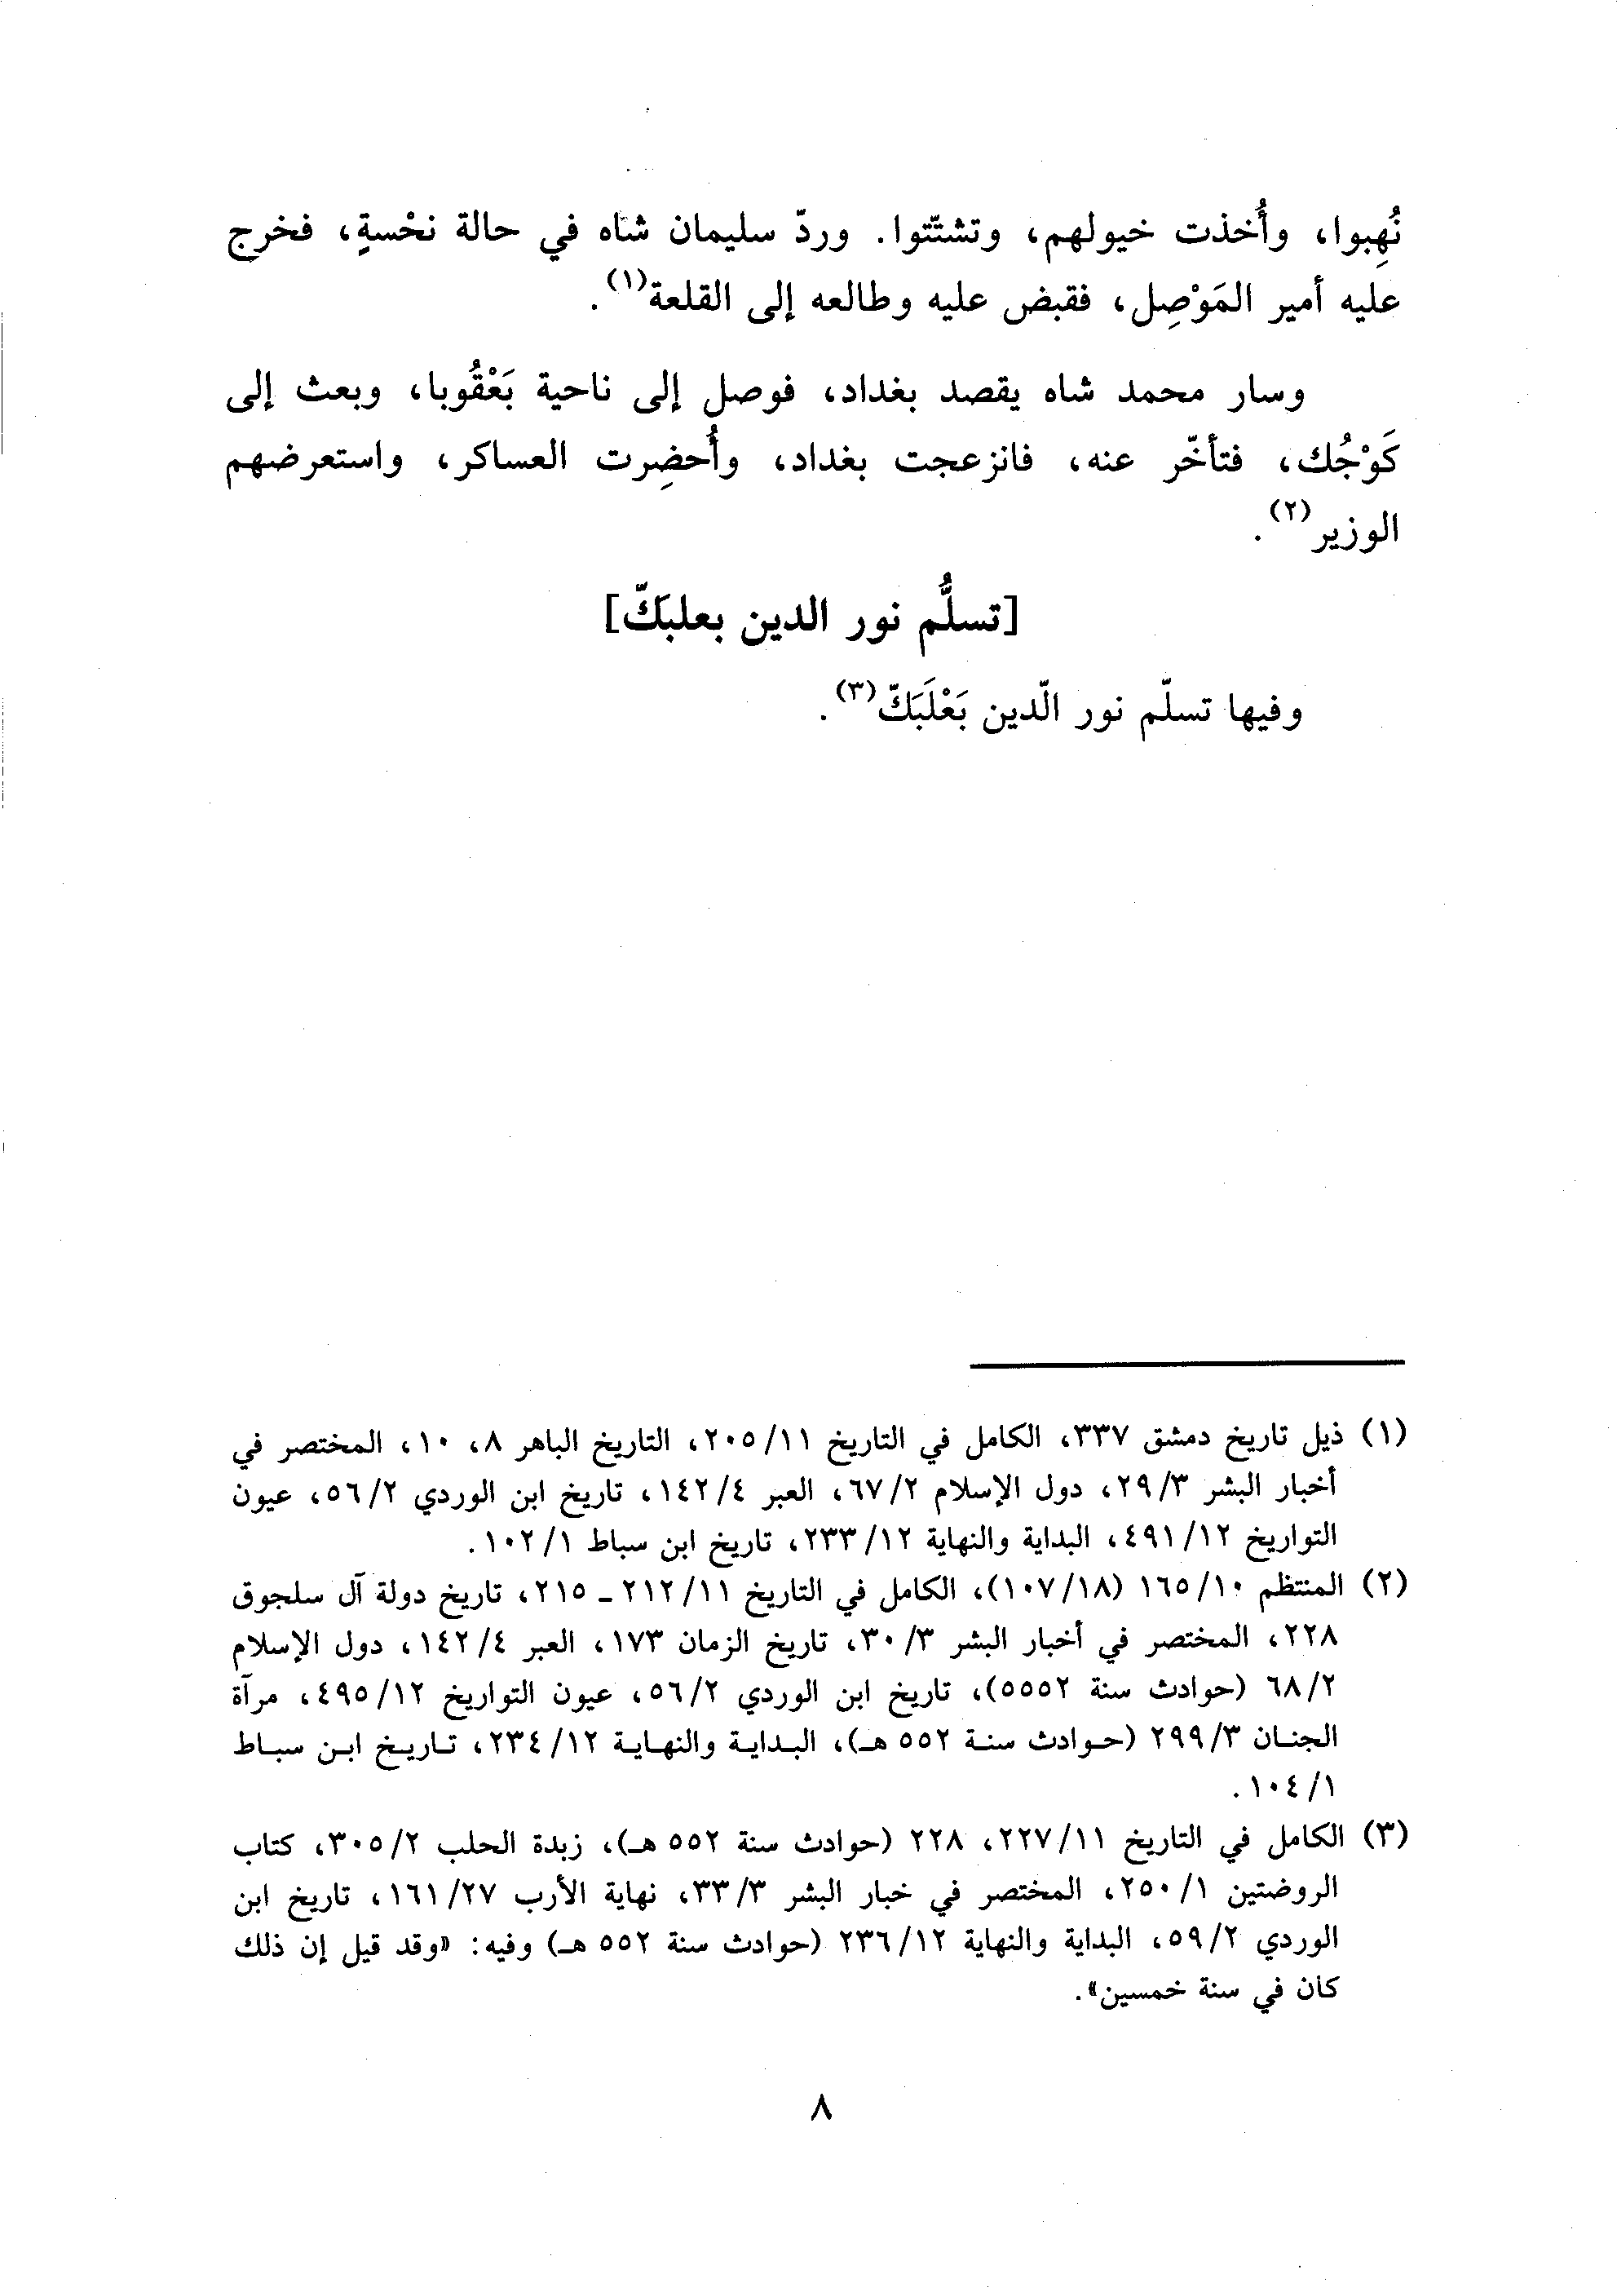 نُهِبوا، وأُخذت خيولهم، وتشتّتوا. وردّ سليمان شاه في حالة نحْسةٍ، فخرج
عليه أمير المَوْصِل، فقبض عليه وطالعه إلى القلعة(١).
وسار محمد شاه يقصد بغداد، فوصل إلى ناحية بَعْقُوبا، وبعث إلى
كَوْجُك، فتأخّر عنه، فانزعجت بغداد، وأُحضِرت العساكر، واستعرضهم
الوزير(٢).
[تسلُّم نور الدين بعلبكّ]
وفيها تسلّم نور الّدين بَعْلَبَكّ(٣).
(١) ذيل تاريخ دمشق ٣٣٧، الكامل في التاريخ ٢٠٥/١١، التاريخ الباهر ٨، ١٠، المختصر في
أخبار البشر ٢٩/٣، دول الإسلام ٦٧/٢، العبر ١٤٢/٤، تاريخ ابن الوردي ٥٦/٢، عيون
التواريخ ٤٩١/١٢، البداية والنهاية ٢٣٣/١٢، تاريخ ابن سباط ١٠٢/١.
(٢) المنتظم ١٦٥/١٠ (١٠٧/١٨)، الكامل في التاريخ ٢١٢/١١ - ٢١٥، تاريخ دولة آل سلجوق
٢٢٨، المختصر في أخبار البشر ٣٠/٣، تاريخ الزمان ١٧٣، العبر ١٤٢/٤، دول الإسلام
٦٨/٢ (حوادث سنة ٥٥٥٢)، تاريخ ابن الوردي ٥٦/٢، عيون التواريخ ٤٩٥/١٢، مرآة
الجنان ٢٩٩/٣ (حوادث سنة ٥٥٢ هـ)، البداية والنهاية ٢٣٤/١٢، تاريخ ابن سباط
١٠٤/١.
(٣) الكامل في التاريخ ٢٢٧/١١، ٢٢٨ (حوادث سنة ٥٥٢ هـ)، زبدة الحلب ٣٠٥/٢، كتاب
الروضتين ٢٥٠/١، المختصر في خبار البشر ٣٣/٣، نهاية الأرب ١٦١/٢٧، تاريخ ابن
الوردي ٥٩/٢، البداية والنهاية ٢٣٦/١٢ (حوادث سنة ٥٥٢ هـ) وفيه: «وقد قيل إن ذلك
كان في سنة خمسين».
٨